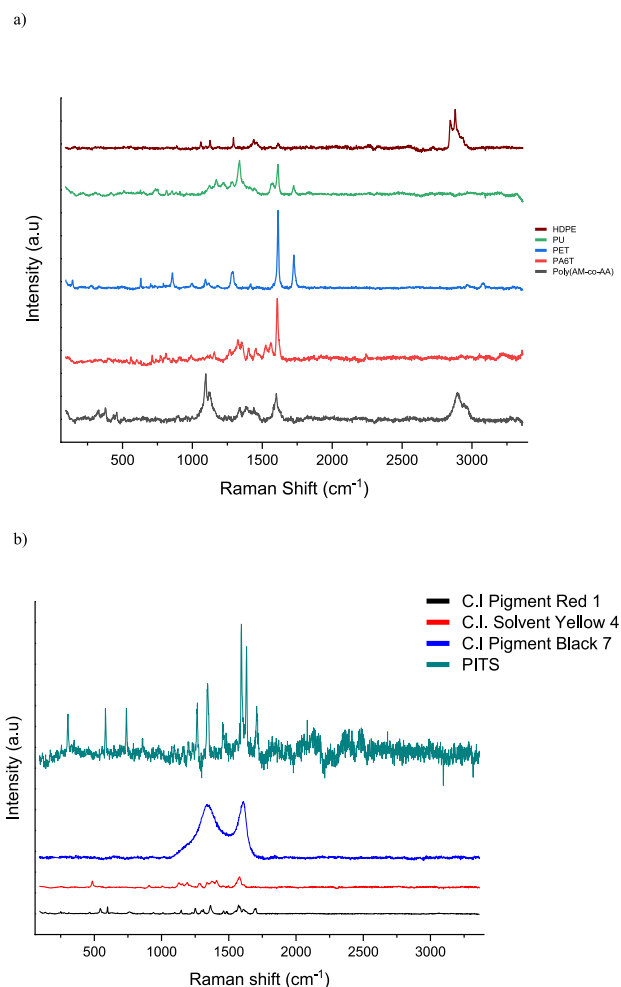 a)
HDPE
PU
PET
PA6T
Poly(AM-co-AA)
Intensity (a.u)
500 1000 1500 2000 2500 3000
Raman Shift (cm-1)
b)
C.I Pigment Red 1
C.I. Solvent Yellow 4
C.I Pigment Black 7
PITS
Intensity (a.u)
500 1000 1500 2000 2500 3000
Raman shift (cm-1)